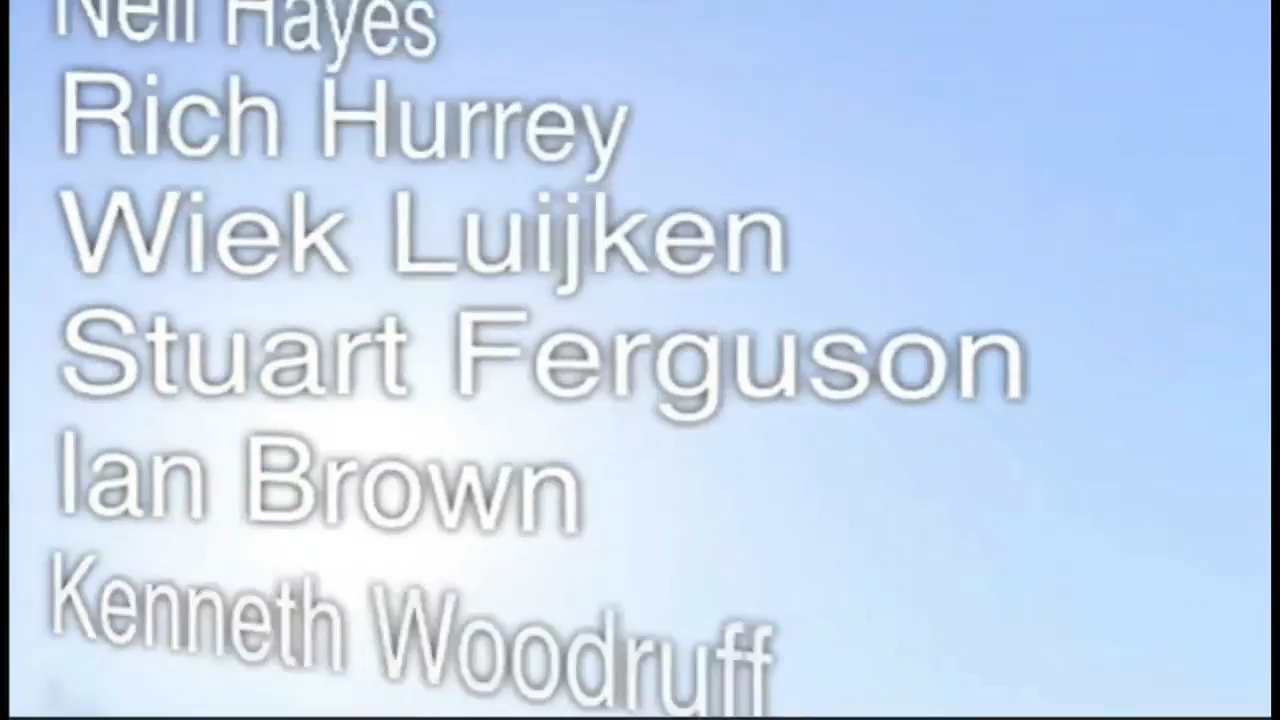 Neil Hayes
Rich Hurrey
Wiek Luijken
Stuart Ferguson
Ian Brown
Kenneth Woodruff